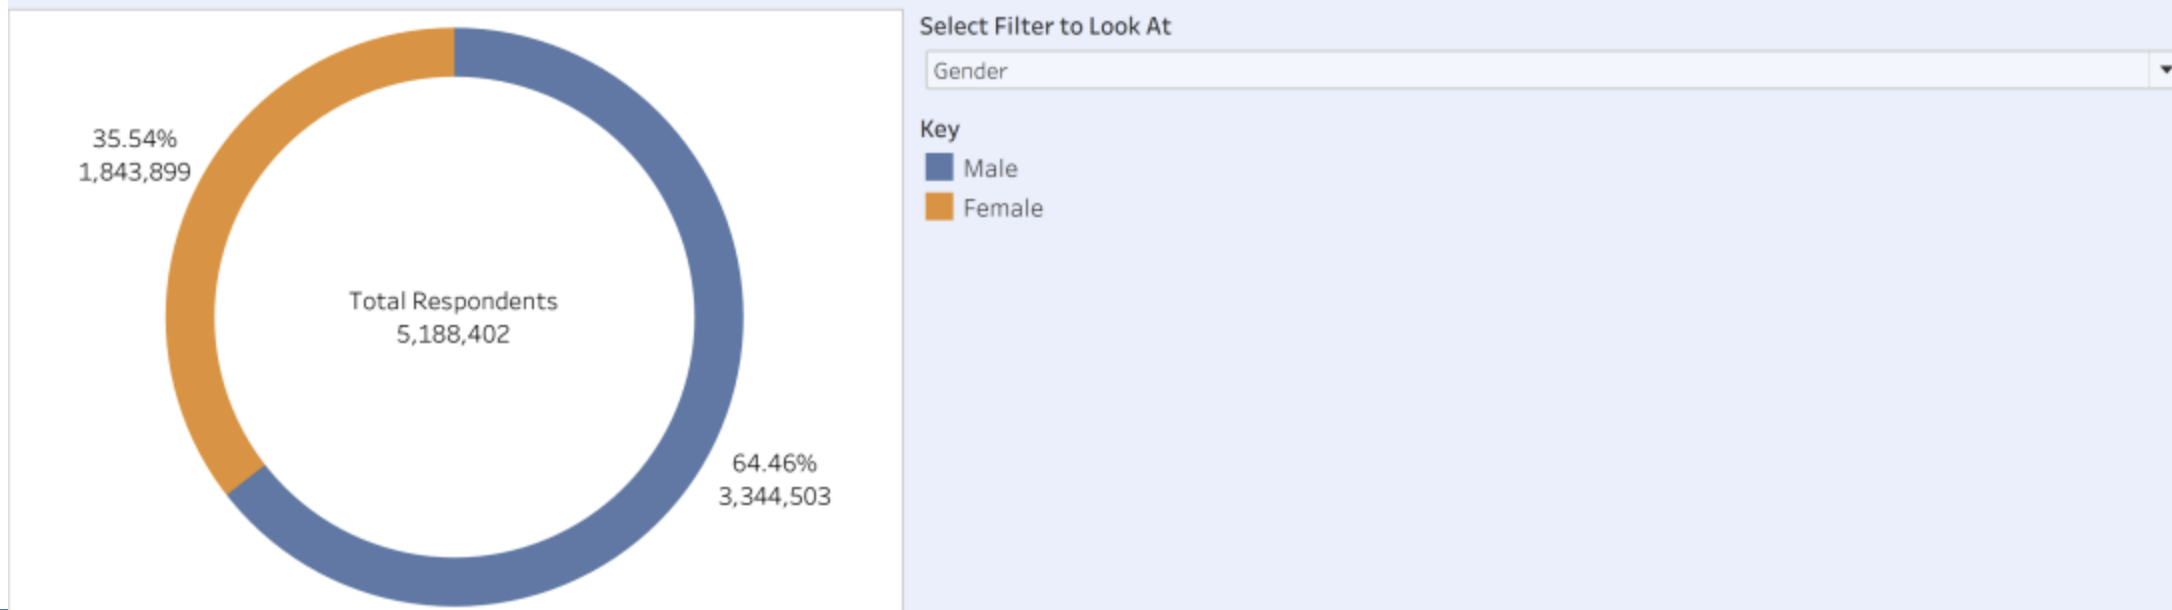 35.54%
1,843,899
Total Respondents
5,188,402
64.46%
3,344,503
Select Filter to Look At
Gender
Key
Male
Female